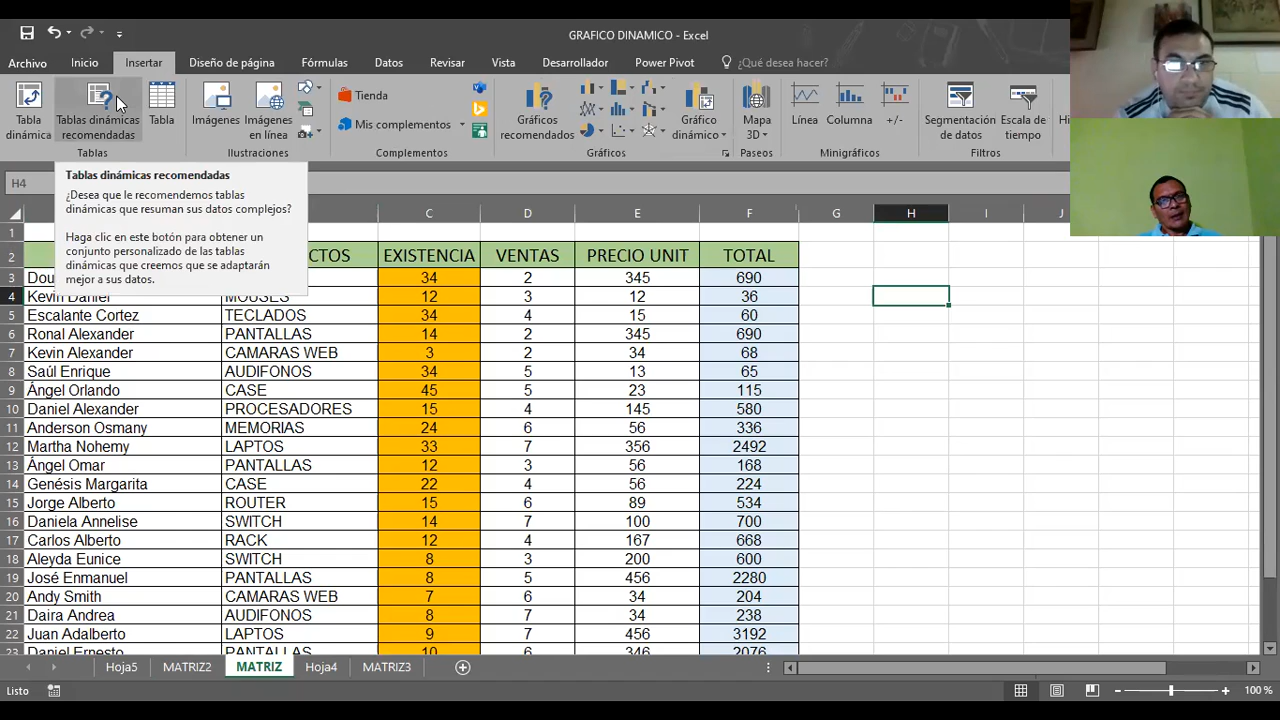 GRAFICO DINAMICO - Excel
Archivo Inicio Insertar Diseño de página Fórmulas Datos Revisar Vista Desarrollador Power Pivot ¿Qué desea hacer?
Tabla dinámica
Tablas dinámicas recomendadas
Tabla
Imágenes
Imágenes en línea
Tienda
Mis complementos
Gráficos recomendados
Gráfico dinámico
Mapa 3D
Línea Columna +/-
Segmentación de datos
Escala de tiempo
Tablas Ilustraciones Complementos Gráficos Paseos Minigráficos Filtros
H4
Tablas dinámicas recomendadas
¿Desea que le recomendemos tablas
dinámicas que resuman sus datos complejos?
Haga clic en este botón para obtener un
conjunto personalizado de las tablas
dinámicas que creemos que se adaptarán
mejor a sus datos.
C D E F G H I J
1
2 CTOS EXISTENCIA VENTAS PRECIO UNIT TOTAL
3 Dou 34 2 345 690
4 Kevin Daniel MOUSES 12 3 12 36
5 Escalante Cortez TECLADOS 34 4 15 60
6 Ronal Alexander PANTALLAS 14 2 345 690
7 Kevin Alexander CAMARAS WEB 3 2 34 68
8 Saúl Enrique AUDIFONOS 34 5 13 65
9 Ángel Orlando CASE 45 5 23 115
10 Daniel Alexander PROCESADORES 15 4 145 580
11 Anderson Osmany MEMORIAS 24 6 56 336
12 Martha Nohemy LAPTOS 33 7 356 2492
13 Ángel Omar PANTALLAS 12 3 56 168
14 Genésis Margarita CASE 22 4 56 224
15 Jorge Alberto ROUTER 15 6 89 534
16 Daniela Annelise SWITCH 14 7 100 700
17 Carlos Alberto RACK 12 4 167 668
18 Aleyda Eunice SWITCH 8 3 200 600
19 José Enmanuel PANTALLAS 8 5 456 2280
20 Andy Smith CAMARAS WEB 7 6 34 204
21 Daira Andrea AUDIFONOS 8 7 34 238
22 Juan Adalberto LAPTOS 9 7 456 3192
23 Daniel Ernesto PANTALLAS 10 6 346 2076
Hoja5 MATRIZ2 MATRIZ Hoja4 MATRIZ3
Listo 100 %